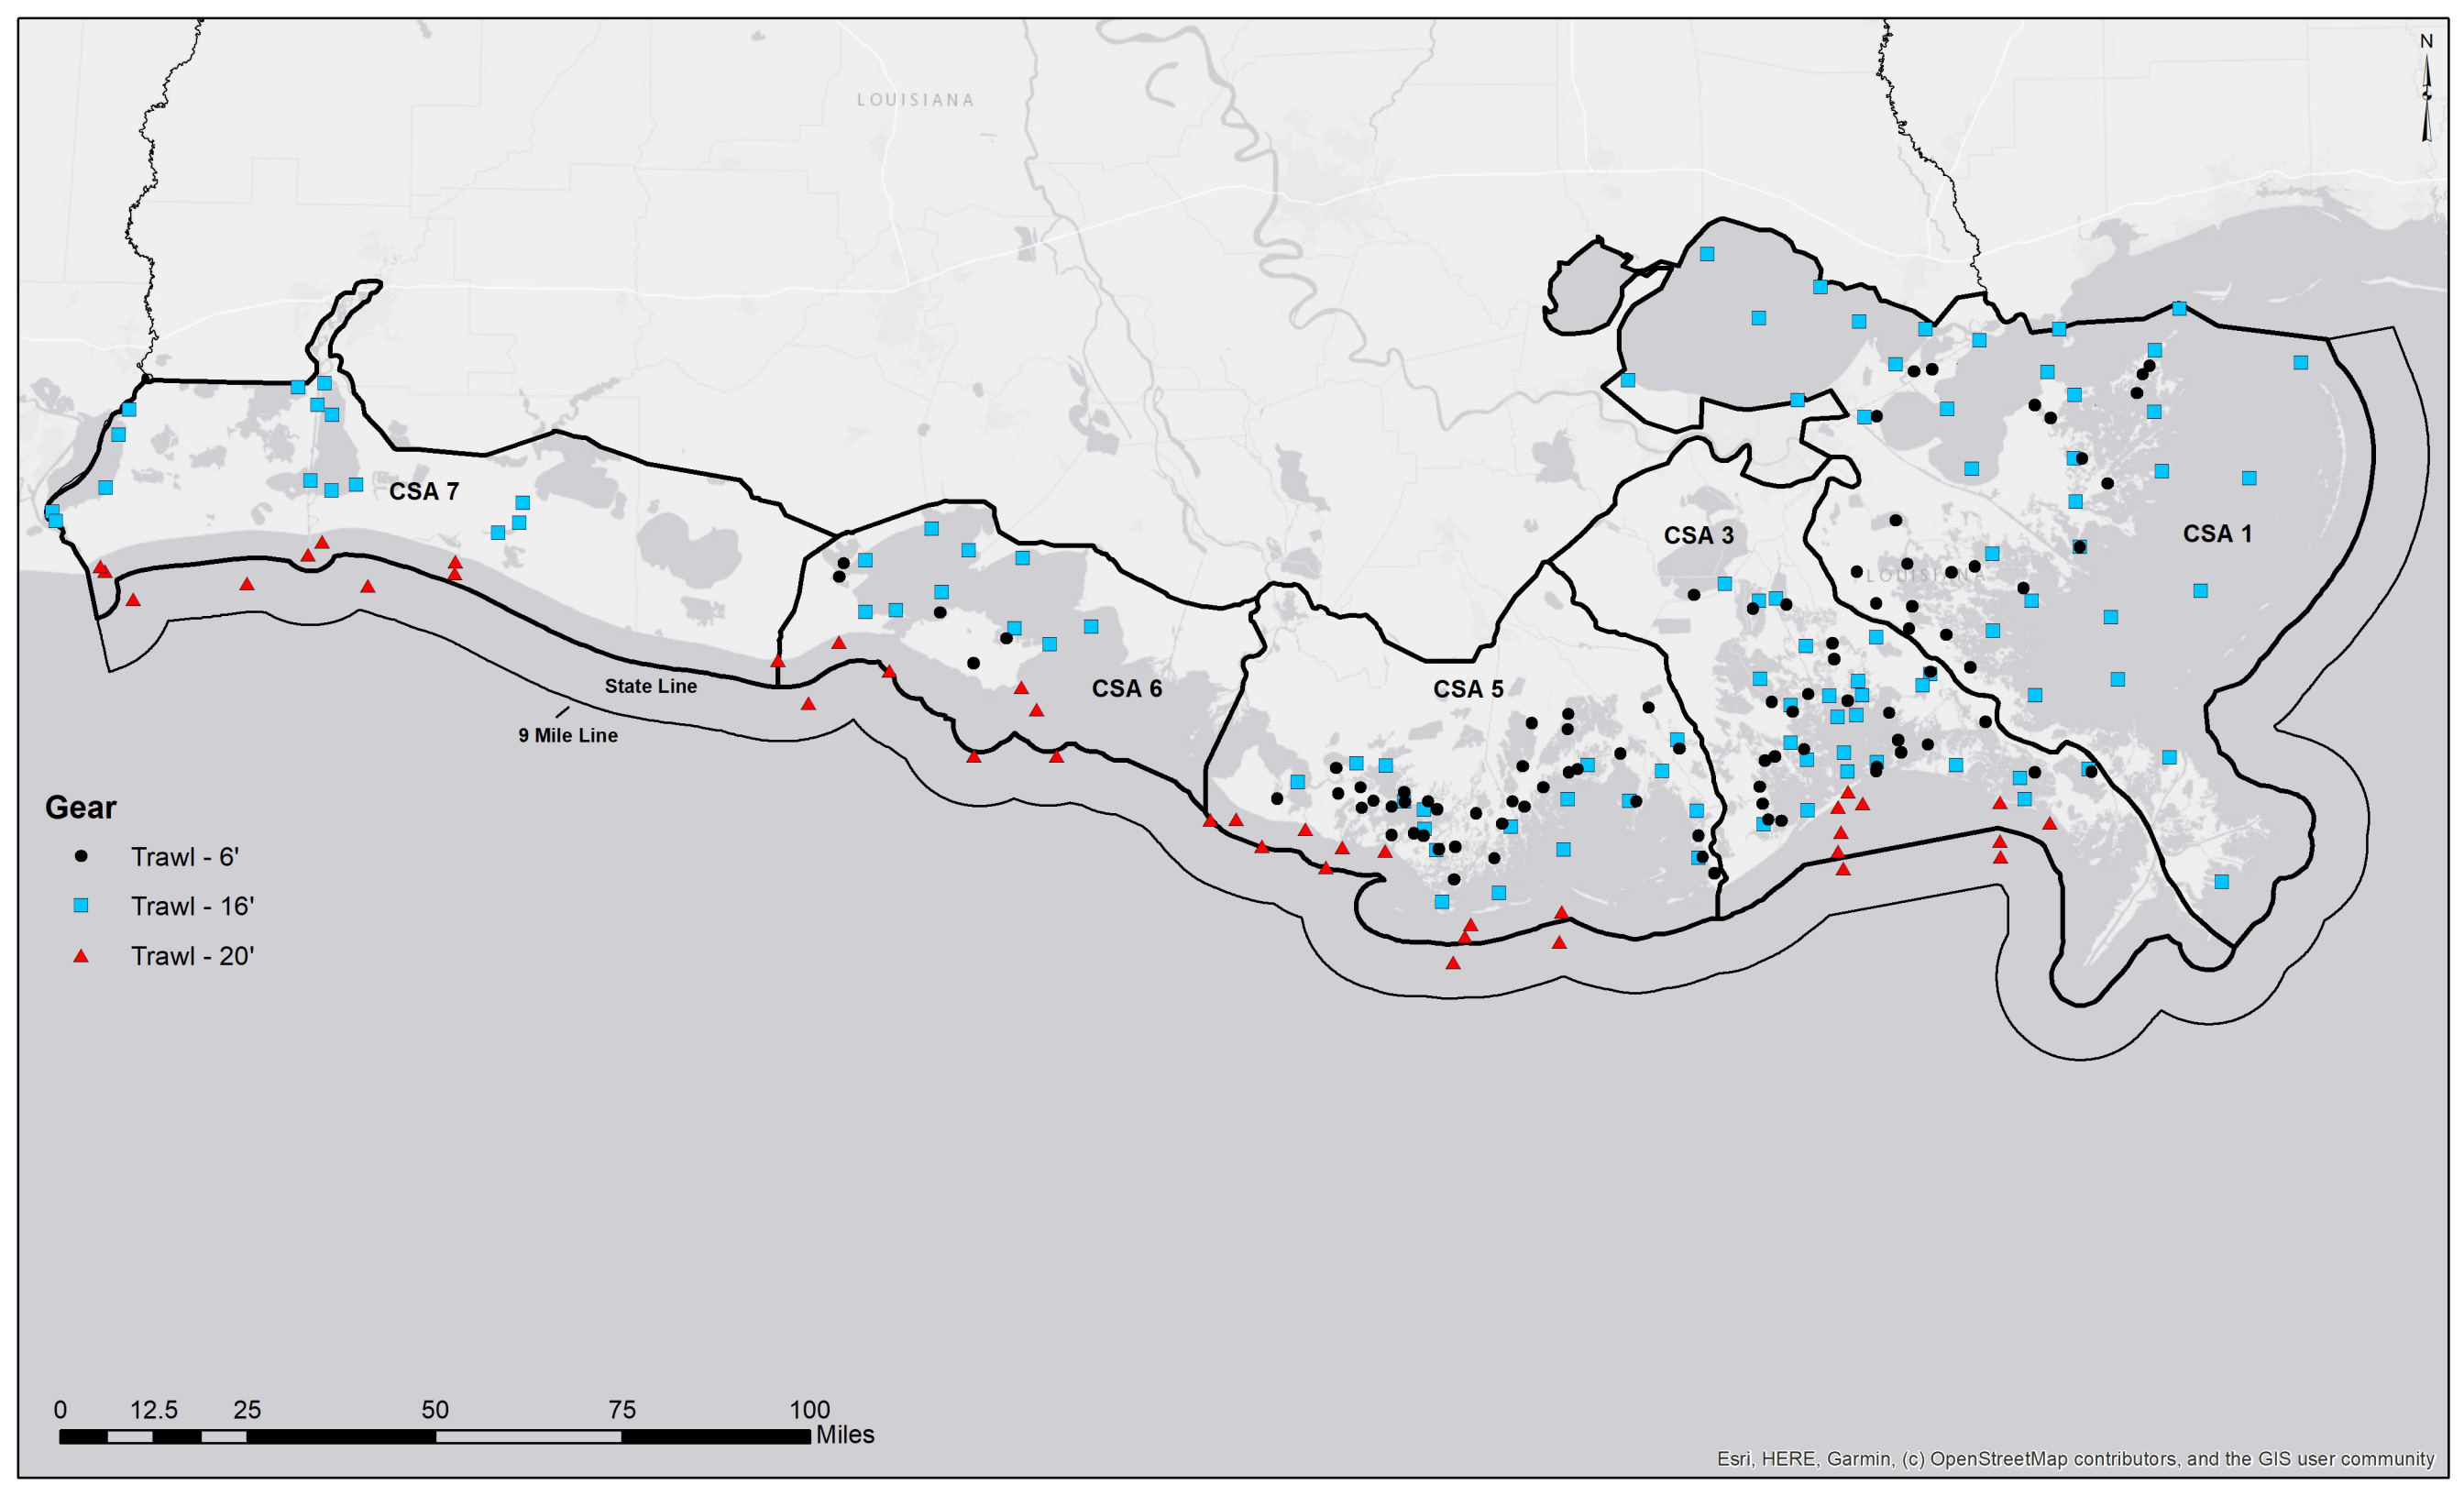 N
LOUISIANA
CSA 7
CSA 3
CSA 1
LOUISIANA
State Line
CSA 6
CSA 5
9 Mile Line
Gear
Trawl - 6'
Trawl - 16'
Trawl - 20'
0 12.5 25 50 75 100
Miles
Esri, HERE, Garmin, (c) OpenStreetMap contributors, and the GIS user community